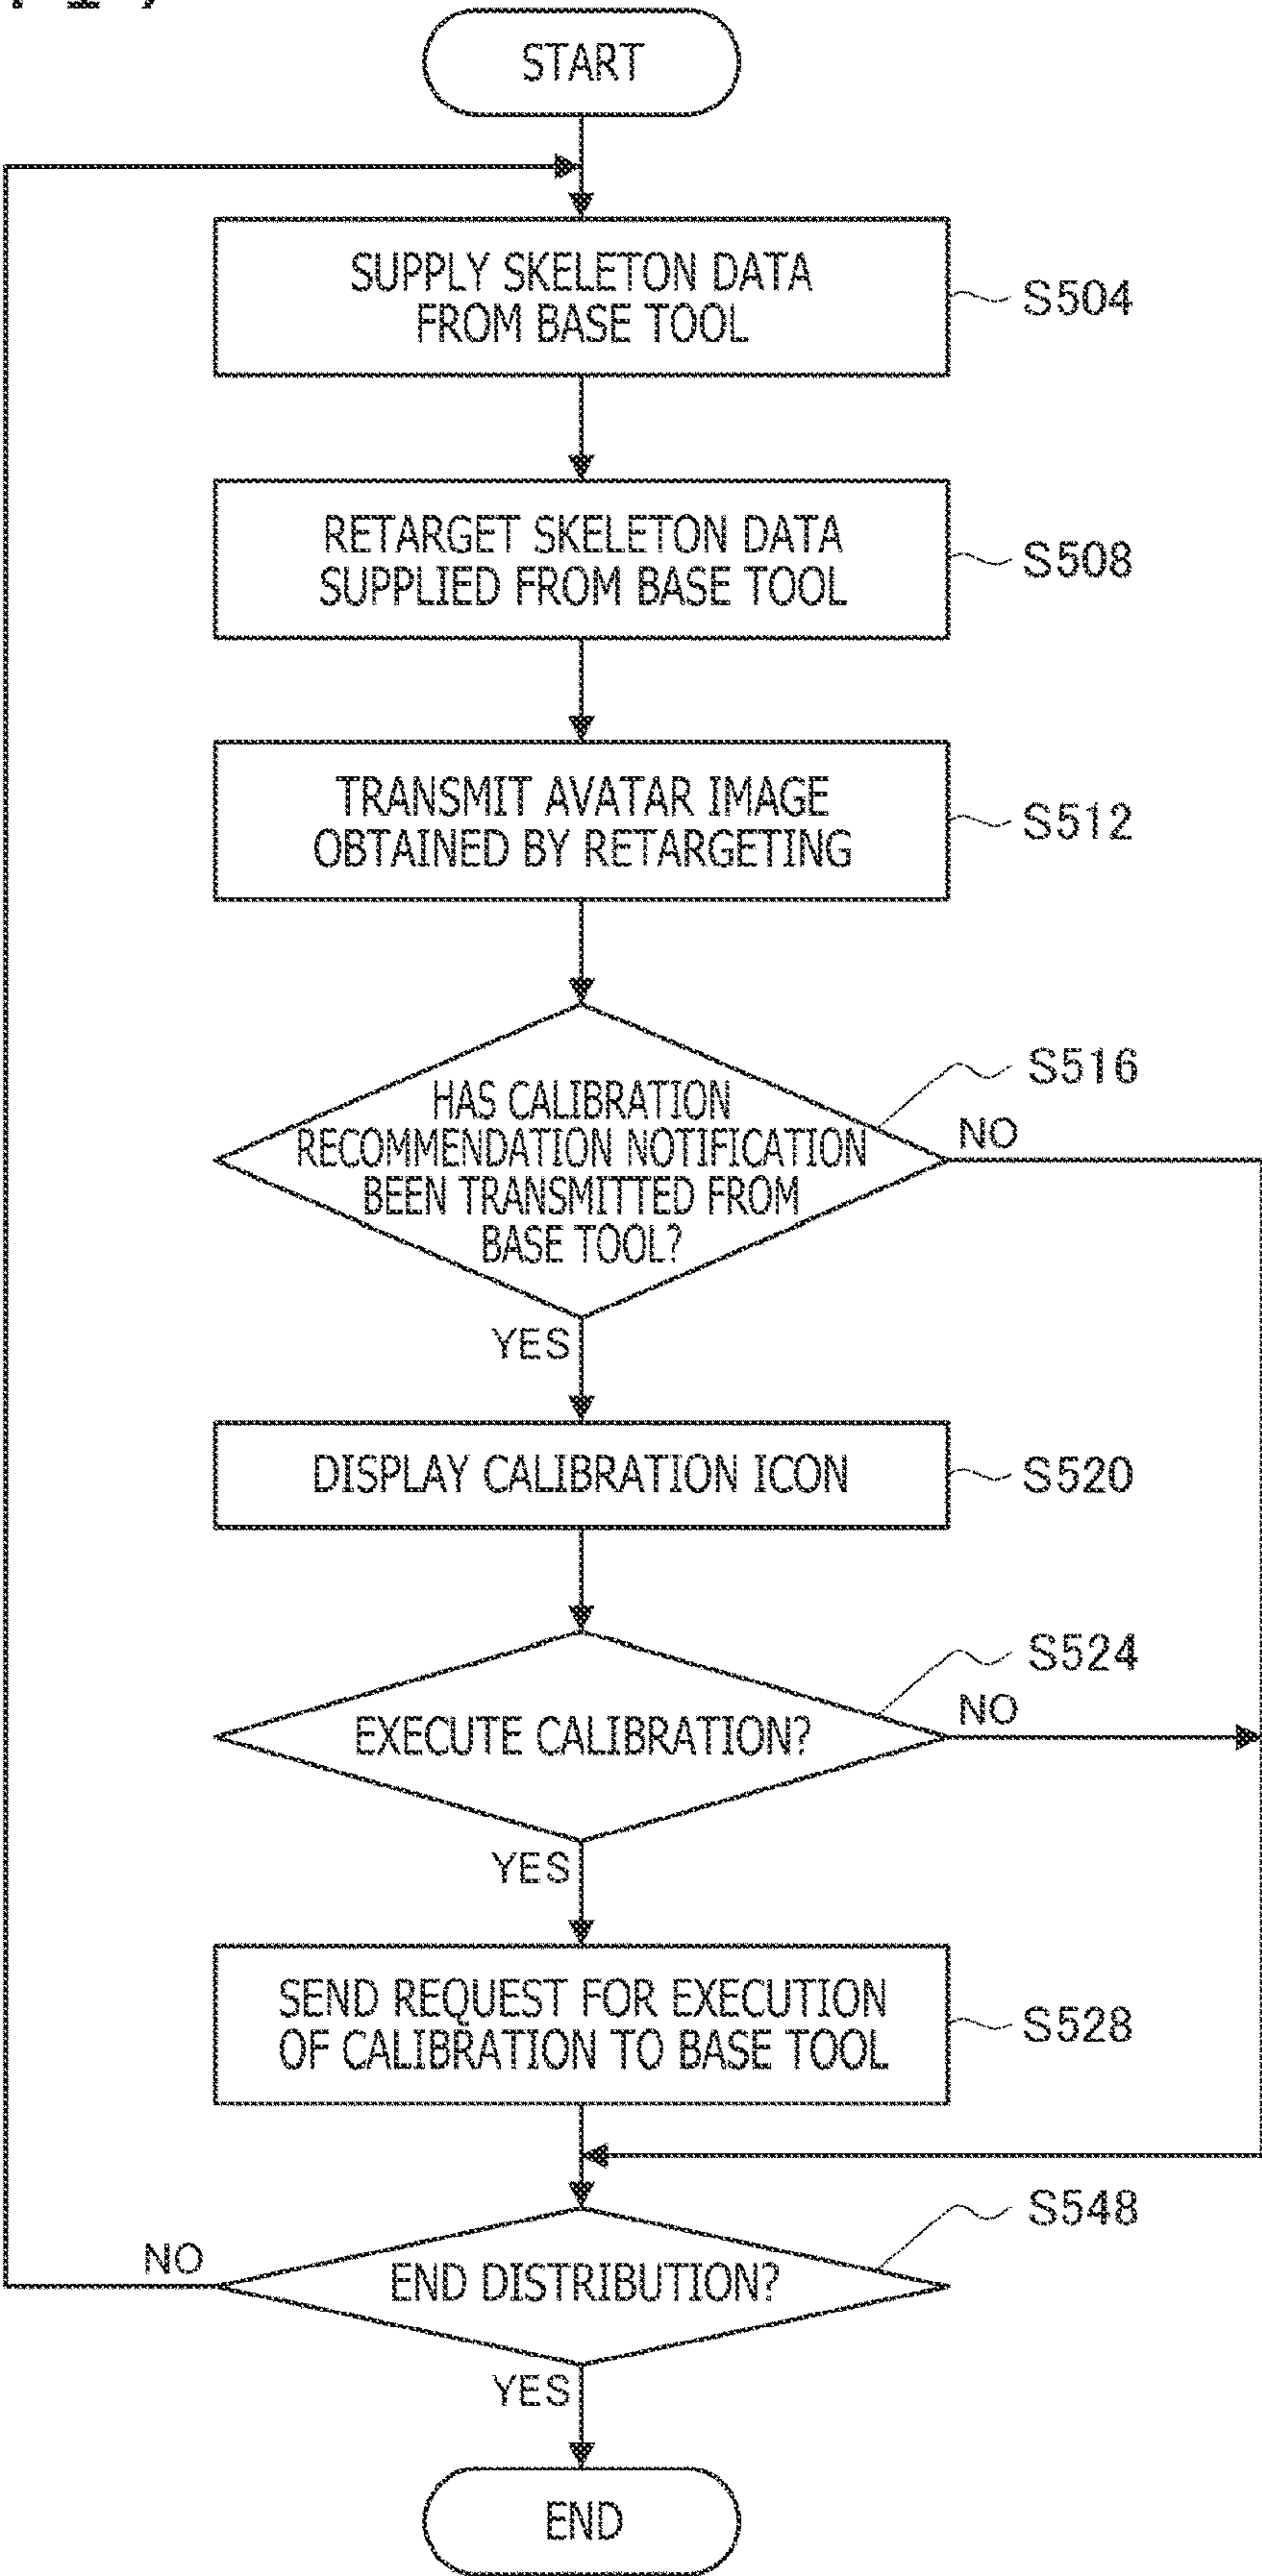 START
SUPPLY SKELETON DATA
FROM BASE TOOL
S504
RETARGET SKELETON DATA
SUPPLIED FROM BASE TOOL
S508
TRANSMIT AVATAR IMAGE
OBTAINED BY RETARGETING
S512
HAS CALIBRATION
RECOMMENDATION NOTIFICATION
BEEN TRANSMITTED FROM
BASE TOOL?
S516
NO
YES
DISPLAY CALIBRATION ICON
S520
EXECUTE CALIBRATION?
S524
NO
YES
SEND REQUEST FOR EXECUTION
OF CALIBRATION TO BASE TOOL
S528
END DISTRIBUTION?
S548
NO
YES
END